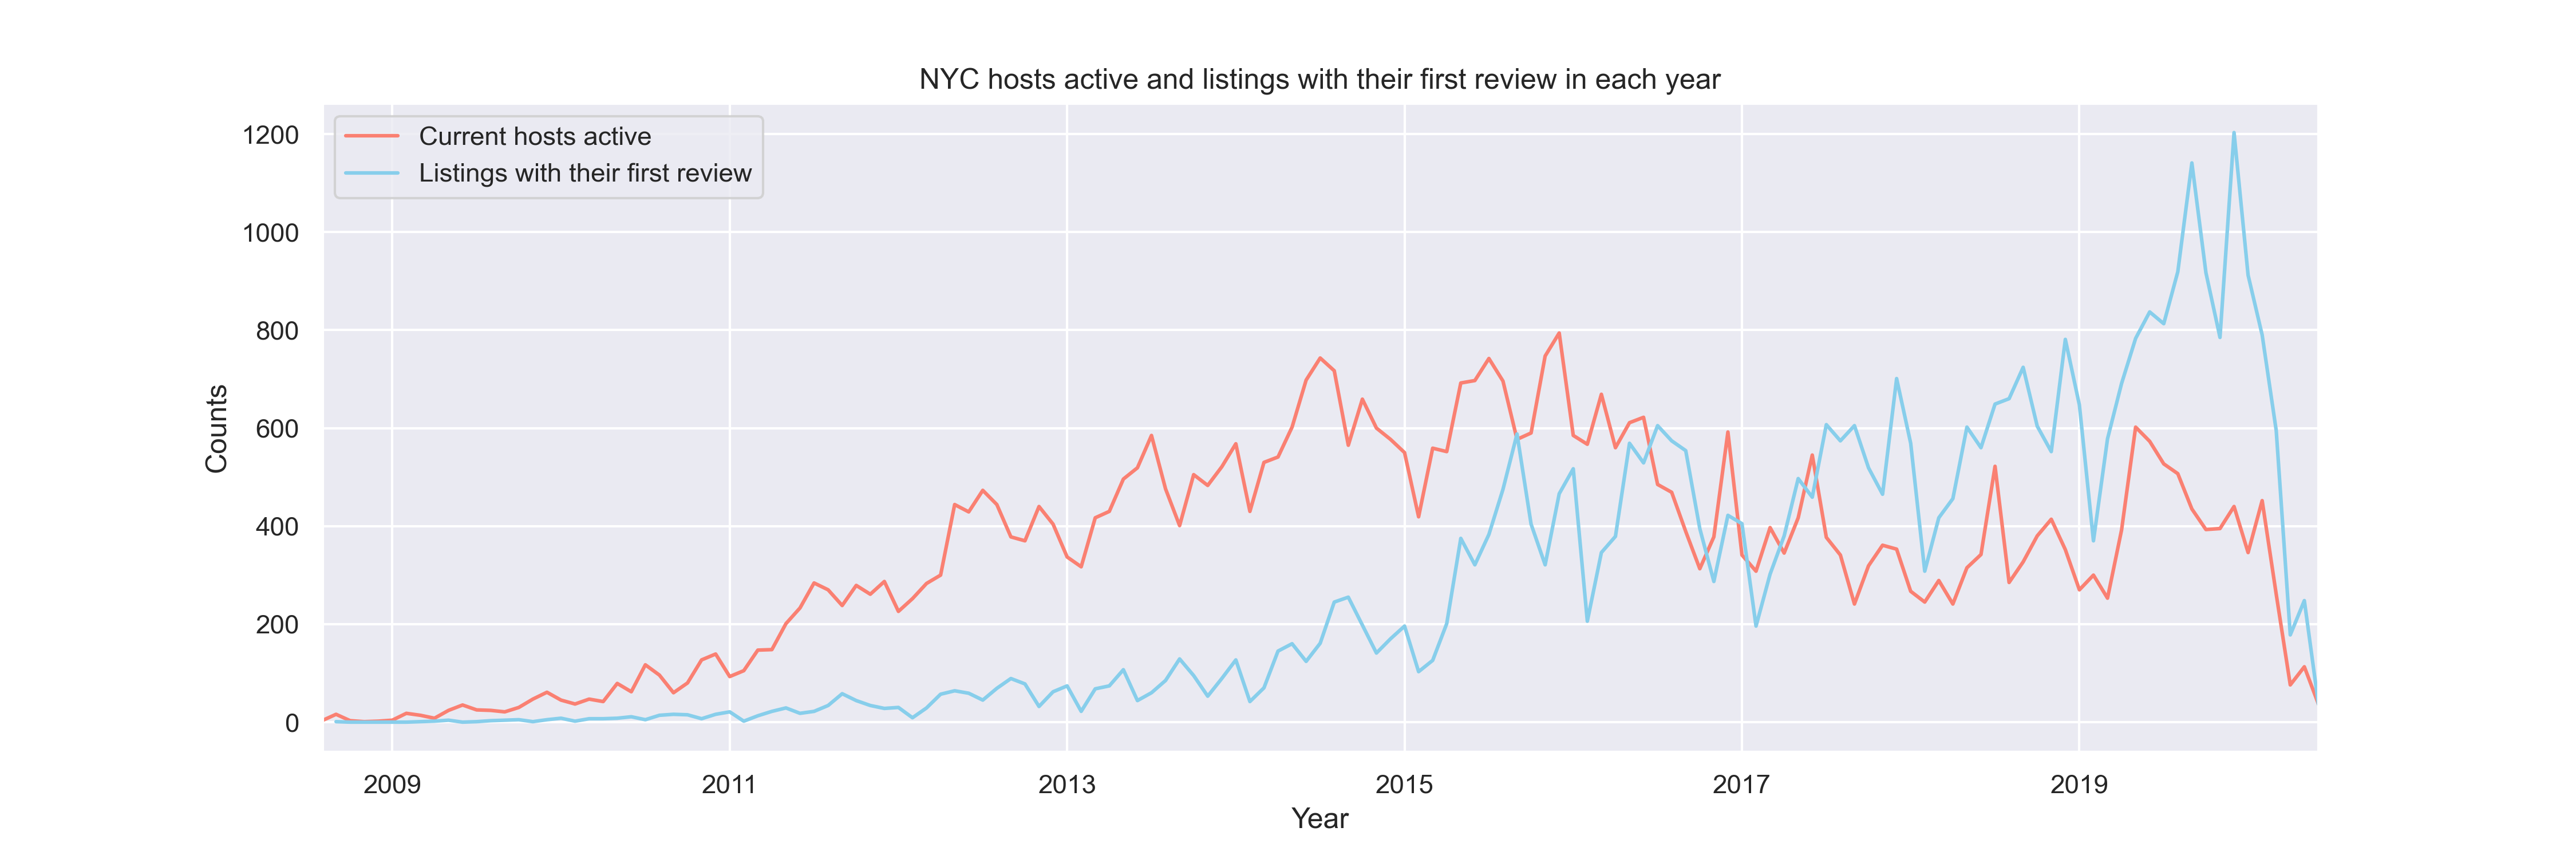 NYC hosts active and listings with their first review in each year
Current hosts active
Listings with their first review
1200
1000
800
600
400
200
0
Counts
2009 2011 2013 2015 2017 2019
Year